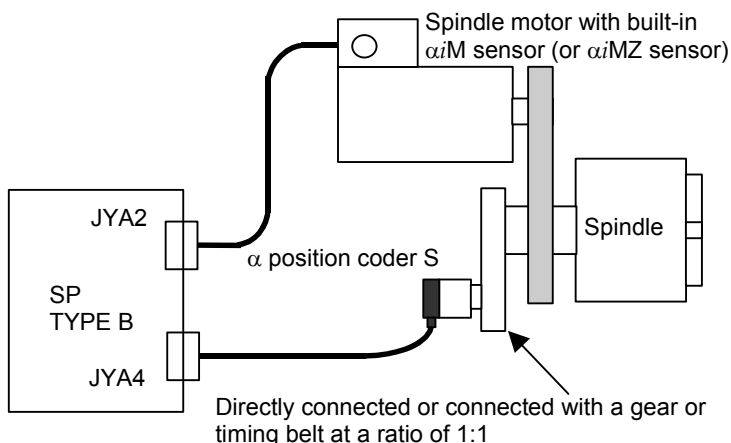 Spindle motor with built-in
αiM sensor (or αiMZ sensor)
JYA2
α position coder S
Spindle
SP
TYPE B
JYA4
Directly connected or connected with a gear or
timing belt at a ratio of 1:1